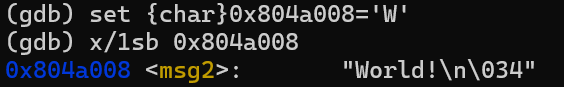 (gdb) set {char}0x804a008='W'
(gdb) x/1sb 0x804a008
0x804a008 <msg2>:       "World!\n\034"